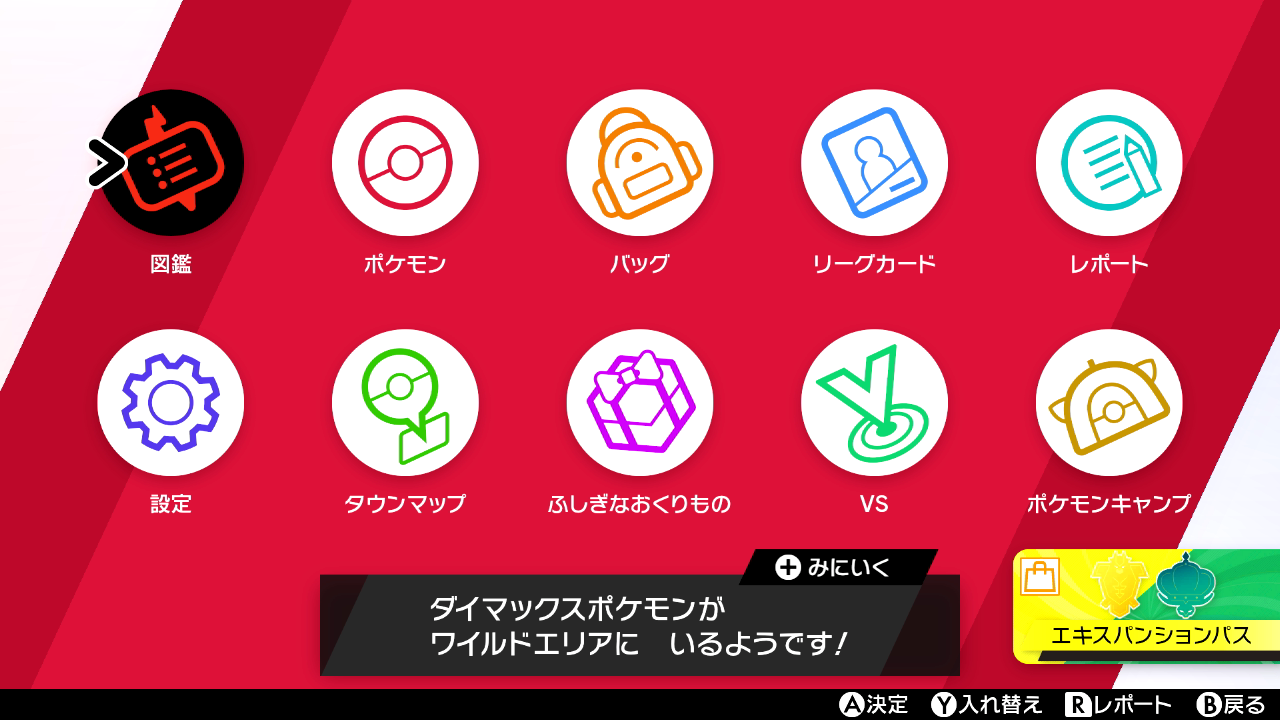 図鑑
ポケモン
バッグ
リーグカード
レポート
設定
タウンマップ
ふしぎなおくりもの
VS
ポケモンキャンプ
+みにいく
ダイマックスポケモンが
ワイルドエリアに　いるようです!
エキスパンションパス
A決定 Y入れ替え Rレポート B戻る